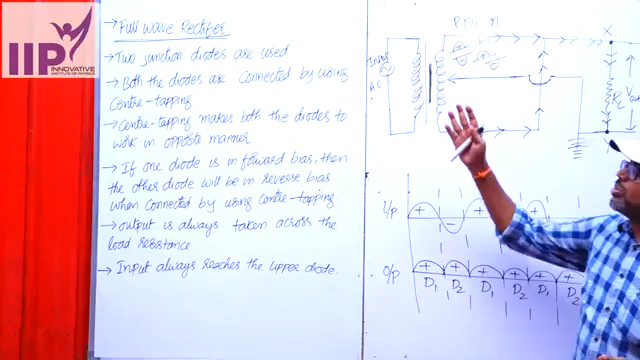 IIP
INNOVATIVE
INSTITUTE OF PHYSICS
→ Full Wave Rectifier
→ Two junction diodes are used
→ Both the diodes are connected by using
Centre-tapping
→ Centre-tapping makes both the diodes to
work in opposite manner
→ If one diode is in forward bias, then
the other diode will be in reverse bias
when connected by using centre-tapping
→ output is always taken across the
load resistance.
→ Input always reaches the upper diode.
P D1 n
Input
AC
X
RL
i/p
+ +
o/p
+ + + + +
D1 D2 D1 D2 D1 D2